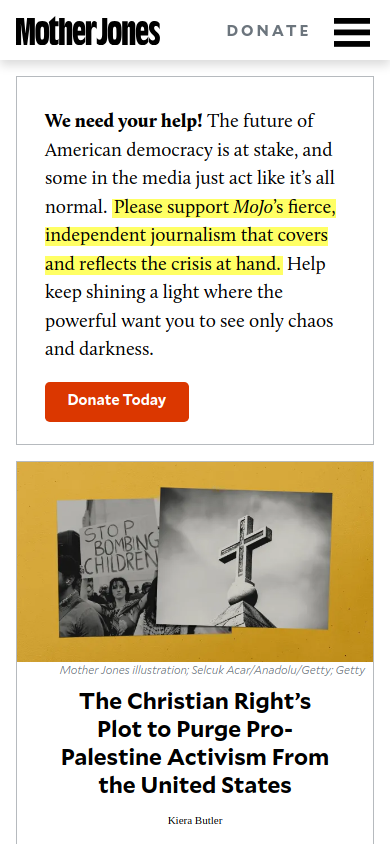 Mother Jones
DONATE
We need your help! The future of
American democracy is at stake, and
some in the media just act like it’s all
normal. Please support MoJo’s fierce,
independent journalism that covers
and reflects the crisis at hand. Help
keep shining a light where the
powerful want you to see only chaos
and darkness.
Donate Today
STOP
BOMBING
CHILDREN
Mother Jones illustration; Selcuk Acar/Anadolu/Getty; Getty
The Christian Right’s
Plot to Purge Pro-
Palestine Activism From
the United States
Kiera Butler